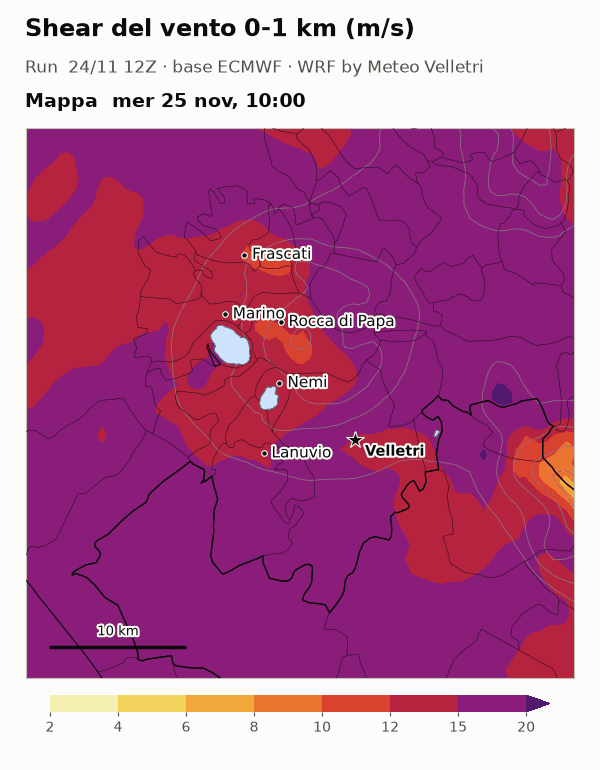 Shear del vento 0-1 km (m/s)
Run  24/11 12Z · base ECMWF · WRF by Meteo Velletri
Mappa  mer 25 nov, 10:00
Frascati
Marino
Rocca di Papa
Nemi
Velletri
Lanuvio
10 km
2 4 6 8 10 12 15 20